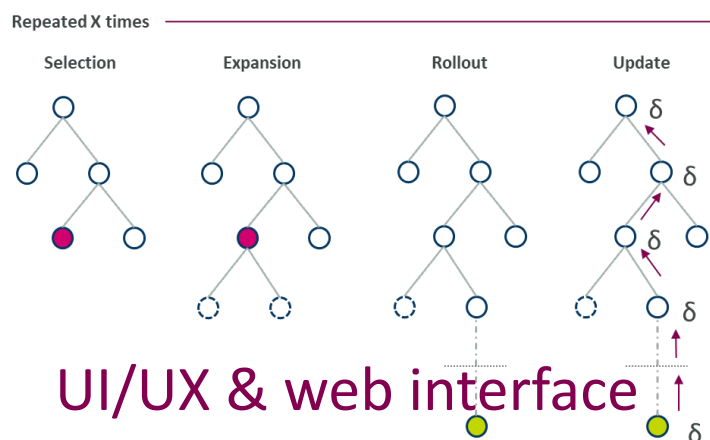 Repeated X times
Selection Expansion Rollout Update
δ
δ
δ
δ
UI/UX & web interface
δ